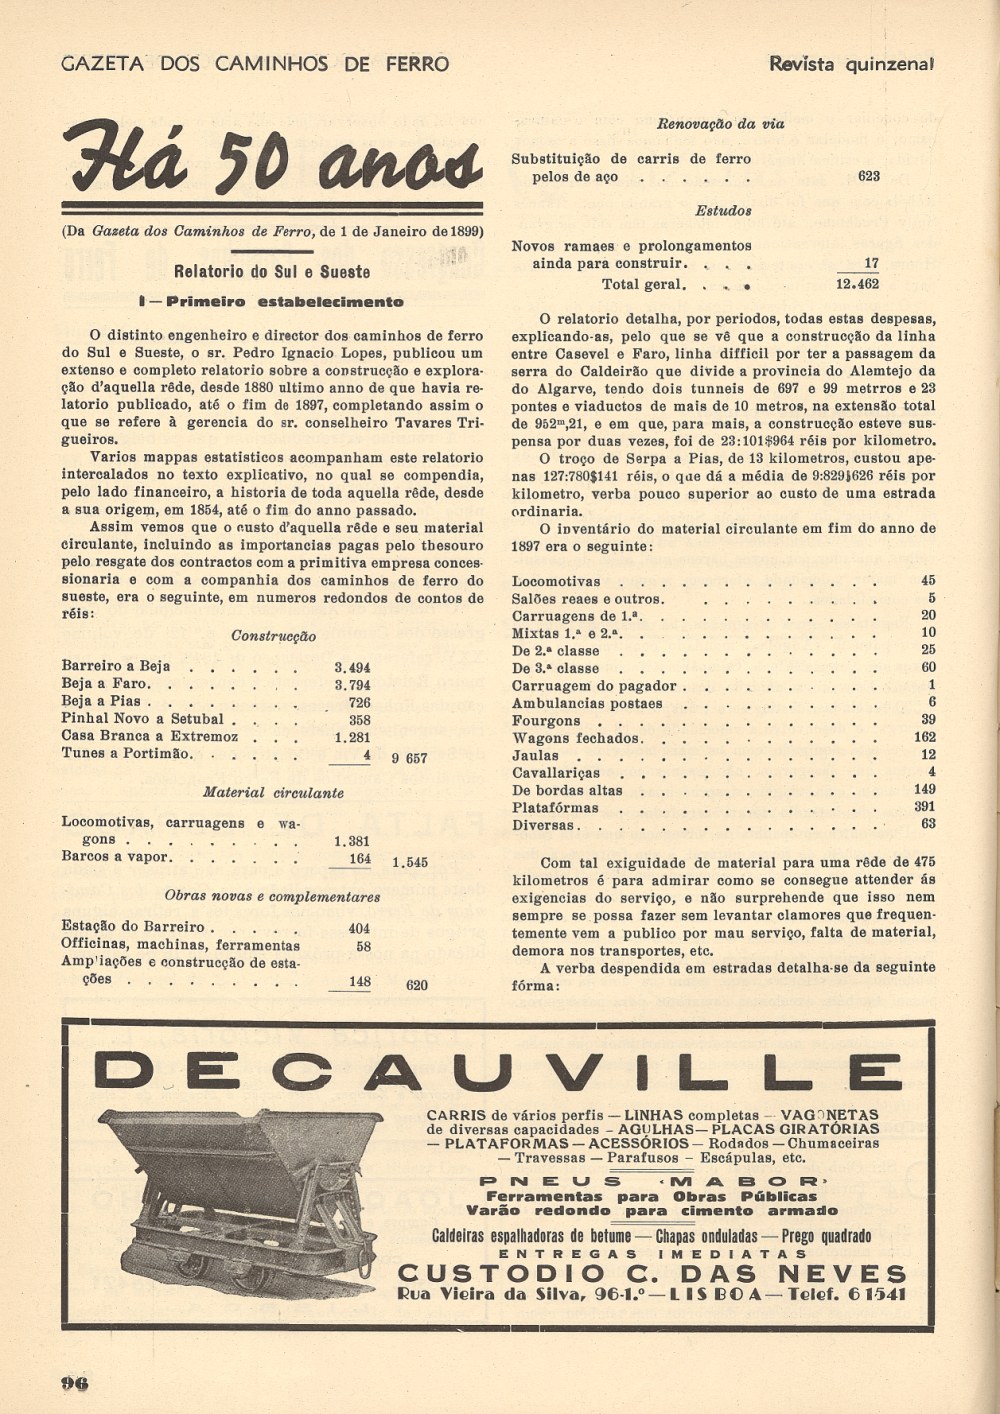 GAZETA DOS CAMINHOS DE FERRO
Revista quinzenal
Há 50 anos
(Da Gazeta dos Caminhos de Ferro, de 1 de Janeiro de 1899)
Relatorio do Sul e Sueste
I — Primeiro estabelecimento
O distinto engenheiro e director dos caminhos de ferro
do Sul e Sueste, o sr. Pedro Ignacio Lopes, publicou um
extenso e completo relatorio sobre a construcção e explora-
ção d'aquella rêde, desde 1880 ultimo anno de que havia re-
latorio publicado, até o fim de 1897, completando assim o
que se refere à gerencia do sr. conselheiro Tavares Tri-
gueiros.
Varios mappas estatisticos acompanham este relatorio
intercalados no texto explicativo, no qual se compendia,
pelo lado financeiro, a historia de toda aquella rêde, desde
a sua origem, em 1854, até o fim do anno passado.
Assim vemos que o custo d'aquella rêde e seu material
circulante, incluindo as importancias pagas pelo thesouro
pelo resgate dos contractos com a primitiva empresa conces-
sionaria e com a companhia dos caminhos de ferro do
sueste, era o seguinte, em numeros redondos de contos de
réis:
Construcção
Barreiro a Beja . . . . . . 3.494
Beja a Faro. . . . . . . . 3.794
Beja a Pias . . . . . . . . 726
Pinhal Novo a Setubal . . . . 358
Casa Branca a Extremoz . . . 1.281
Tunes a Portimão. . . . . . 4 9 657
Material circulante
Locomotivas, carruagens e wa-
gons . . . . . . . . . 1.381
Barcos a vapor. . . . . . . 164 1.545
Obras novas e complementares
Estação do Barreiro . . . . . 404
Officinas, machinas, ferramentas 58
Ampliações e construcção de esta-
ções . . . . . . . . . 148 620
Renovação da via
Substituição de carris de ferro
pelos de aço . . . . . . 623
Estudos
Novos ramaes e prolongamentos
ainda para construir. . . . 17
Total geral. . . . 12.462
O relatorio detalha, por periodos, todas estas despesas,
explicando-as, pelo que se vê que a construcção da linha
entre Casevel e Faro, linha difficil por ter a passagem da
serra do Caldeirão que divide a provincia do Alemtejo da
do Algarve, tendo dois tunneis de 697 e 99 metrros e 23
pontes e viaductos de mais de 10 metros, na extensão total
de 952ᵐ,21, e em que, para mais, a construcção esteve sus-
pensa por duas vezes, foi de 23:101$964 réis por kilometro.
O troço de Serpa a Pias, de 13 kilometros, custou ape-
nas 127:780$141 réis, o que dá a média de 9:829$626 réis por
kilometro, verba pouco superior ao custo de uma estrada
ordinaria.
O inventário do material circulante em fim do anno de
1897 era o seguinte:
Locomotivas . . . . . . . . . . . . 45
Salões reaes e outros. . . . . . . . . . 5
Carruagens de 1.ª. . . . . . . . . . . . 20
Mixtas 1.ª e 2.ª. . . . . . . . . . . . 10
De 2.ª classe . . . . . . . . . . . . 25
De 3.ª classe . . . . . . . . . . . . 60
Carruagem do pagador . . . . . . . . . . 1
Ambulancias postaes . . . . . . . . . . 6
Fourgons . . . . . . . . . . . . . 39
Wagons fechados. . . . . . . . . . . . 162
Jaulas . . . . . . . . . . . . . . 12
Cavallariças . . . . . . . . . . . . 4
De bordas altas . . . . . . . . . . . 149
Platafórmas . . . . . . . . . . . . 391
Diversas. . . . . . . . . . . . . . 63
Com tal exiguidade de material para uma rêde de 475
kilometros é para admirar como se consegue attender ás
exigencias do serviço, e não surprehende que isso nem
sempre se possa fazer sem levantar clamores que frequen-
temente vem a publico por mau serviço, falta de material,
demora nos transportes, etc.
A verba despendida em estradas detalha-se da seguinte
fórma:
DECAUVILLE
CARRIS de vários perfis — LINHAS completas — VAGONETAS
de diversas capacidades — AGULHAS — PLACAS GIRATÓRIAS
— PLATAFORMAS — ACESSÓRIOS — Rodados — Chumaceiras
— Travessas — Parafusos — Escápulas, etc.
PNEUS «MABOR»
Ferramentas para Obras Públicas
Varão redondo para cimento armado
Caldeiras espalhadoras de betume — Chapas onduladas — Prego quadrado
ENTREGAS IMEDIATAS
CUSTODIO C. DAS NEVES
Rua Vieira da Silva, 96-1.º — LISBOA — Telef. 6 1541
96